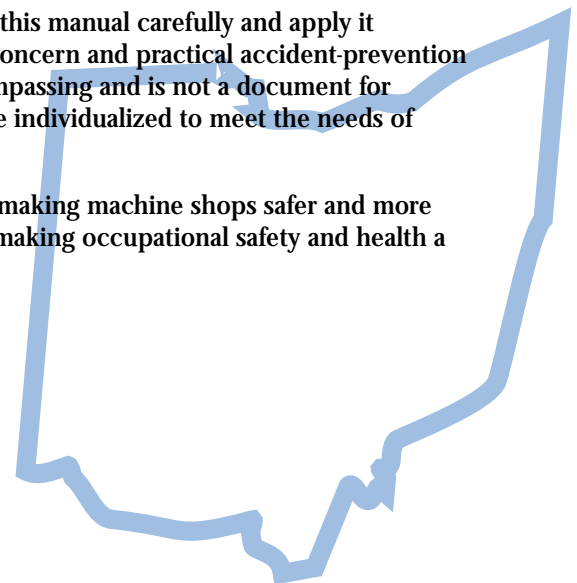 this manual carefully and apply it
oncern and practical accident-prevention
mpassing and is not a document for
e individualized to meet the needs of
making machine shops safer and more
making occupational safety and health a